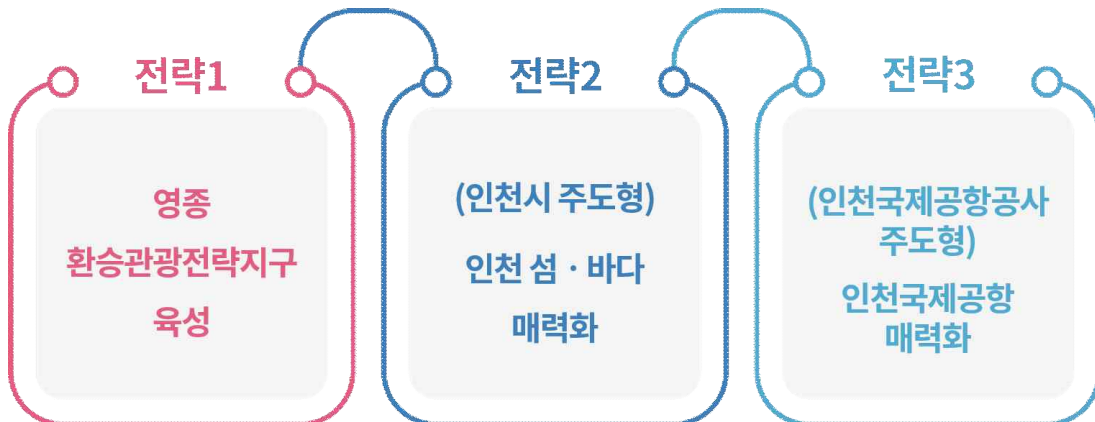 전략1
영종
환승관광전략지구
육성
전략2
(인천시 주도형)
인천 섬 · 바다
매력화
전략3
(인천국제공항공사
주도형)
인천국제공항
매력화